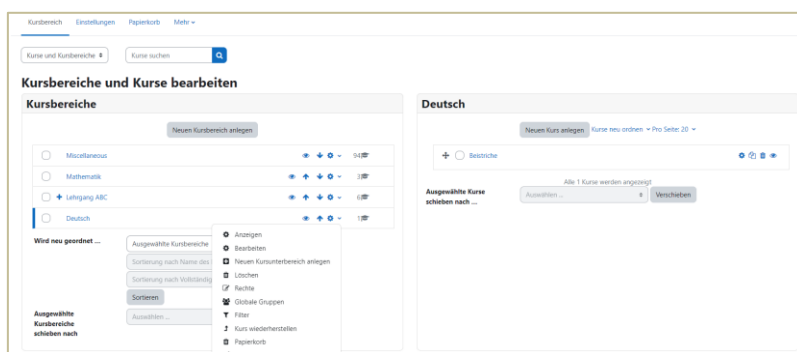 Kursbereich Einstellungen Papierkorb Mehr
Kurse und Kursbereiche Kurse suchen
Kursbereiche und Kurse bearbeiten
Kursbereiche
Neuen Kursbereich anlegen
Miscellaneous 94
Mathematik 3
Lehrgang ABC 6
Deutsch 1
Wird neu geordnet ... Ausgewählte Kursbereiche
Sortierung nach Name des
Sortierung nach Vollständig
Sortieren
Ausgewählte Kursbereiche schieben nach
Auswählen ...
Anzeigen
Bearbeiten
Neuen Kursunterbereich anlegen
Löschen
Rechte
Globale Gruppen
Filter
Kurs wiederherstellen
Papierkorb
Deutsch
Neuen Kurs anlegen Kurse neu ordnen Pro Seite: 20
Beistriche
Alle 1 Kurse werden angezeigt
Ausgewählte Kurse schieben nach ...
Auswählen ... Verschieben